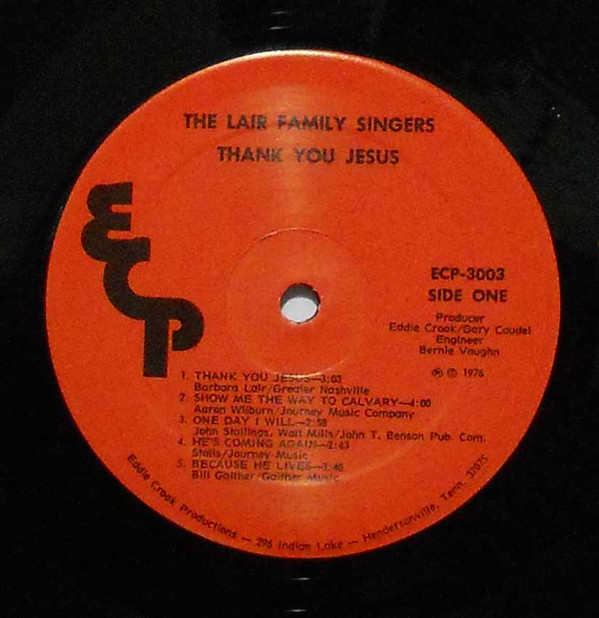 THE LAIR FAMILY SINGERS
THANK YOU JESUS
ECP
ECP-3003
SIDE ONE
Producer
Eddie Crook/Gary Caudel
Engineer
Bernie Vaughn
℗ © 1976
1. THANK YOU JESUS—3:03
Barbara Lair/Greater Nashville
2. SHOW ME THE WAY TO CALVARY—4:00
Aaron Wilburn/Journey Music Company
3. ONE DAY I WILL—2:58
John Stallings, Walt Mills/John T. Benson Pub. Com.
4. HE'S COMING AGAIN—2:43
Stalls/Journey Music
5. BECAUSE HE LIVES—3:40
Bill Gaither/Gaither Music
Eddie Crook Productions — 296 Indian Lake — Hendersonville, Tenn. 37075